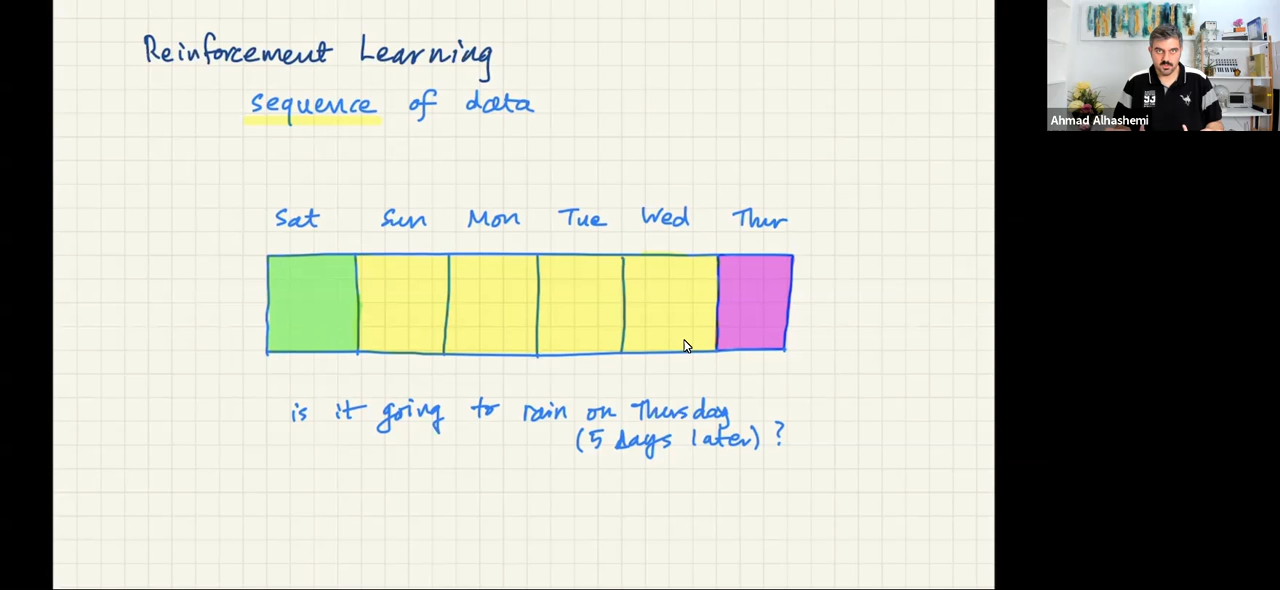 Reinforcement Learning
sequence of data
Sat Sun Mon Tue Wed Thur
is it going to rain on Thursday
(5 days later) ?
Ahmad Alhashemi